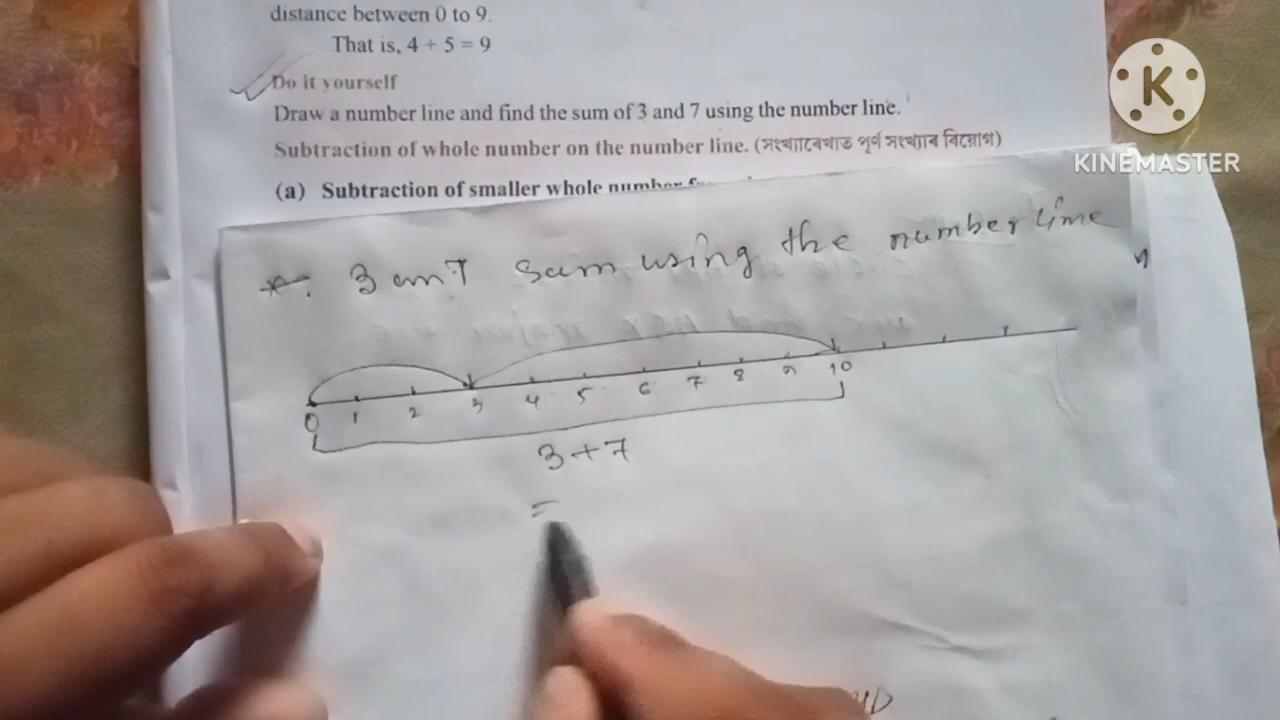 distance between 0 to 9.
That is, 4 + 5 = 9
Do it yourself
Draw a number line and find the sum of 3 and 7 using the number line.
Subtraction of whole number on the number line. (সংখ্যাৰেখাত পূৰ্ণ সংখ্যাৰ বিয়োগ)
(a) Subtraction of smaller whole number
KINEMASTER
3 7 sum using the number line
0 1 2 3 4 5 6 7 8 9 10
3+7
=